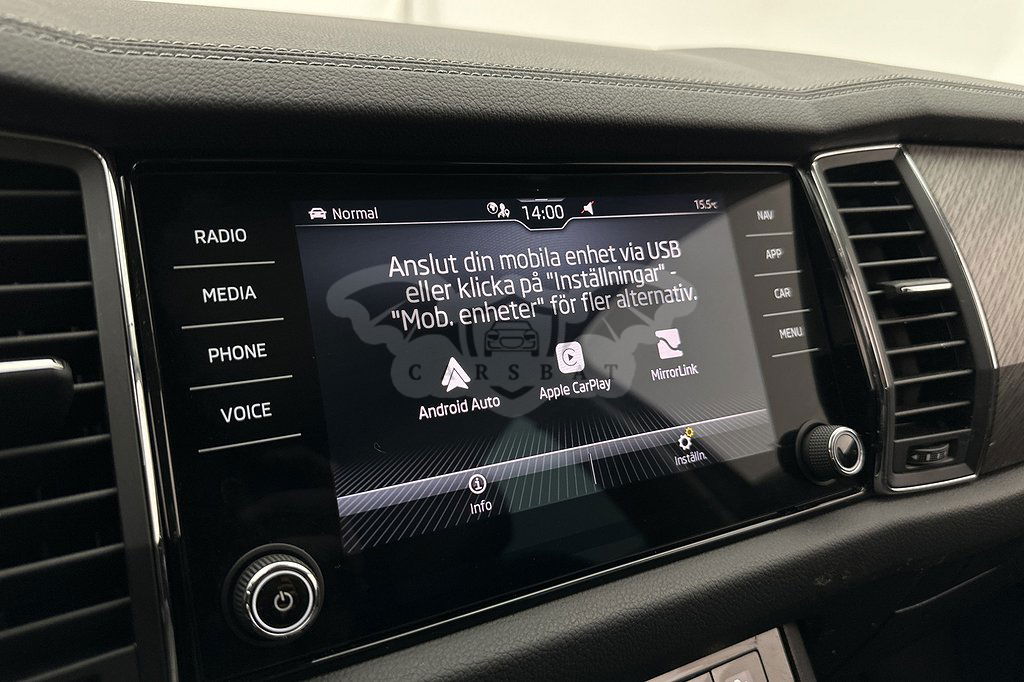 RADIO
MEDIA
PHONE
VOICE
Normal
14:00
15.5°C
Anslut din mobila enhet via USB
eller klicka på "Inställningar" -
"Mob. enheter" för fler alternativ.
CARSBAT
Android Auto
Apple CarPlay
MirrorLink
Info
Inställn.
NAV
APP
CAR
MENU